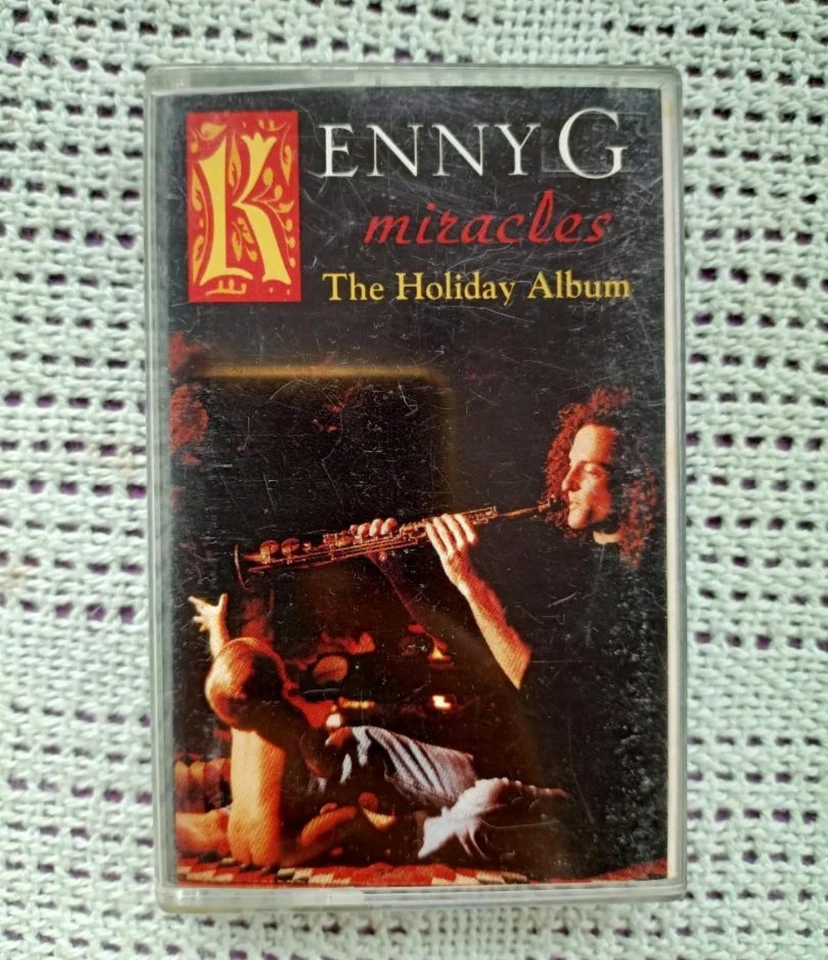 KENNY G
miracles
The Holiday Album